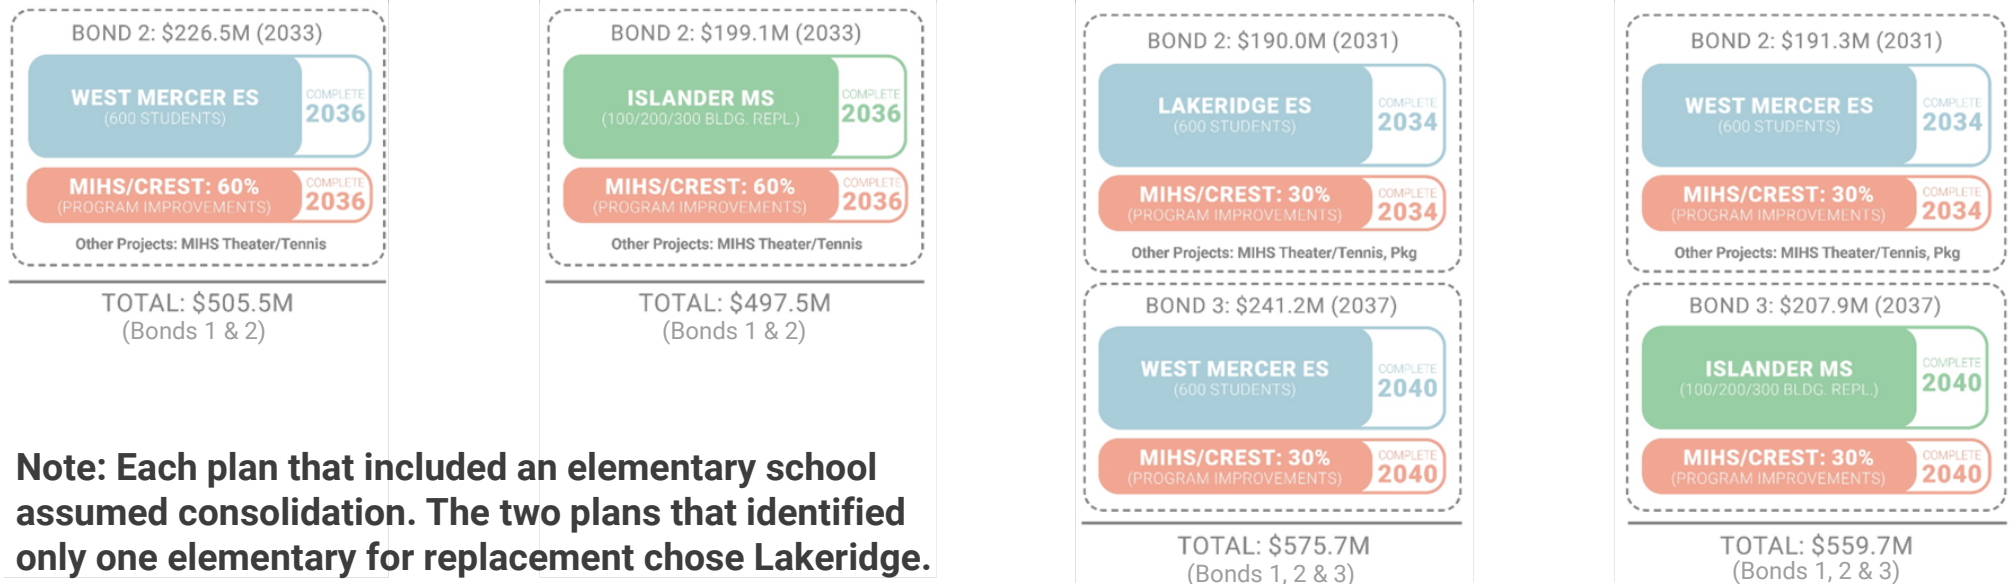 BOND 2: $226.5M (2033)
WEST MERCER ES
(600 STUDENTS)
COMPLETE
2036
MIHS/CREST: 60%
(PROGRAM IMPROVEMENTS)
COMPLETE
2036
Other Projects: MIHS Theater/Tennis
TOTAL: $505.5M
(Bonds 1 & 2)
BOND 2: $199.1M (2033)
ISLANDER MS
(100/200/300 BLDG. REPL.)
COMPLETE
2036
MIHS/CREST: 60%
(PROGRAM IMPROVEMENTS)
COMPLETE
2036
Other Projects: MIHS Theater/Tennis
TOTAL: $497.5M
(Bonds 1 & 2)
Note: Each plan that included an elementary school
assumed consolidation. The two plans that identified
only one elementary for replacement chose Lakeridge.
BOND 2: $190.0M (2031)
LAKERIDGE ES
(600 STUDENTS)
COMPLETE
2034
MIHS/CREST: 30%
(PROGRAM IMPROVEMENTS)
COMPLETE
2034
Other Projects: MIHS Theater/Tennis, Pkg
BOND 3: $241.2M (2037)
WEST MERCER ES
(600 STUDENTS)
COMPLETE
2040
MIHS/CREST: 30%
(PROGRAM IMPROVEMENTS)
COMPLETE
2040
TOTAL: $575.7M
(Bonds 1, 2 & 3)
BOND 2: $191.3M (2031)
WEST MERCER ES
(600 STUDENTS)
COMPLETE
2034
MIHS/CREST: 30%
(PROGRAM IMPROVEMENTS)
COMPLETE
2034
Other Projects: MIHS Theater/Tennis, Pkg
BOND 3: $207.9M (2037)
ISLANDER MS
(100/200/300 BLDG. REPL.)
COMPLETE
2040
MIHS/CREST: 30%
(PROGRAM IMPROVEMENTS)
COMPLETE
2040
TOTAL: $559.7M
(Bonds 1, 2 & 3)